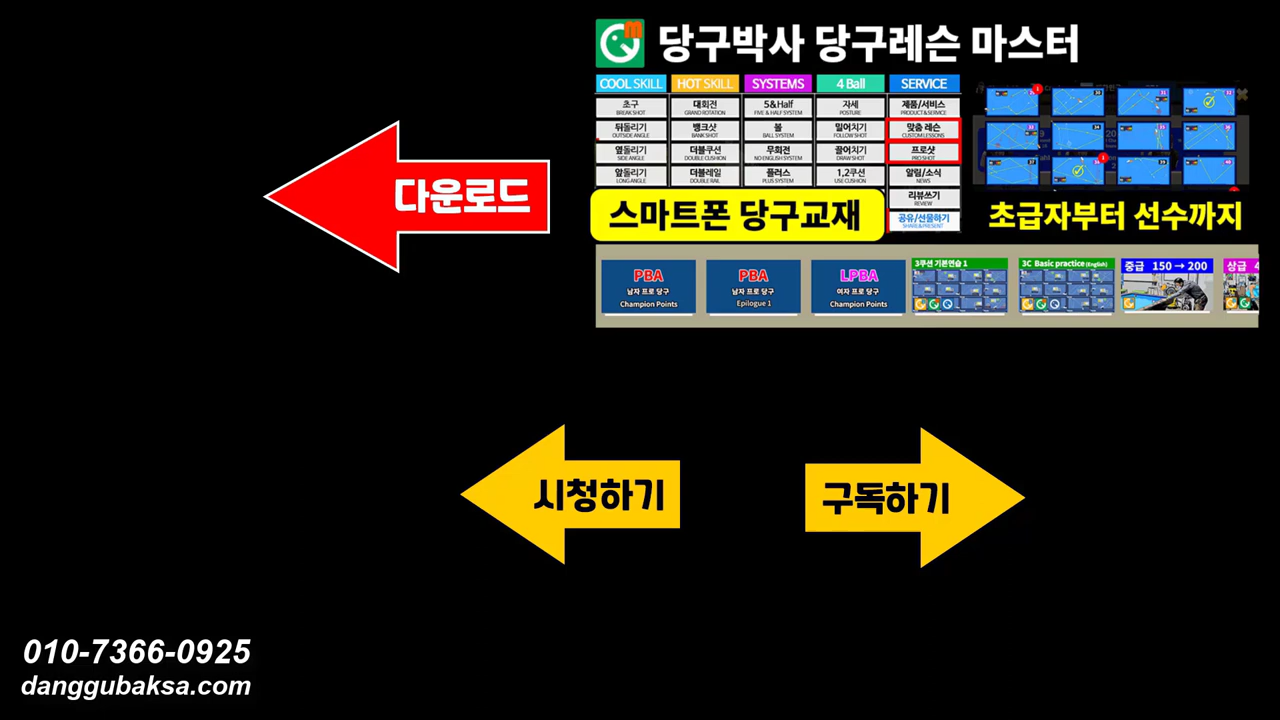 당구박사 당구레슨 마스터
COOL SKILL HOT SKILL SYSTEMS 4 Ball SERVICE
초구 대회전 5&Half 자세 제품/서비스
BREAK SHOT GRAND ROTATION FIVE & HALF SYSTEM POSTURE PRODUCT & SERVICE
뒤돌리기 뱅크샷 볼 밀어치기 맞춤 레슨
OUTSIDE ANGLE BANK SHOT BALL SYSTEM FOLLOW SHOT CUSTOM LESSONS
옆돌리기 더블쿠션 무회전 끌어치기 프로샷
SIDE ANGLE DOUBLE CUSHION NO ENGLISH SYSTEM DRAW SHOT PRO SHOT
앞돌리기 더블레일 플러스 1,2쿠션 알림/소식
LONG ANGLE DOUBLE RAIL PLUS SYSTEM USE CUSHION NEWS
리뷰쓰기
REVIEW
공유/선물하기
SHARE & PRESENT
다운로드
스마트폰 당구교재
초급자부터 선수까지
PBA
남자 프로 당구
Champion Points
PBA
남자 프로 당구
Epilogue 1
LPBA
여자 프로 당구
Champion Points
3쿠션 기본연습 1
3C Basic practice (English)
중급 150 → 200
상급 4
시청하기
구독하기
010-7366-0925
danggubaksa.com